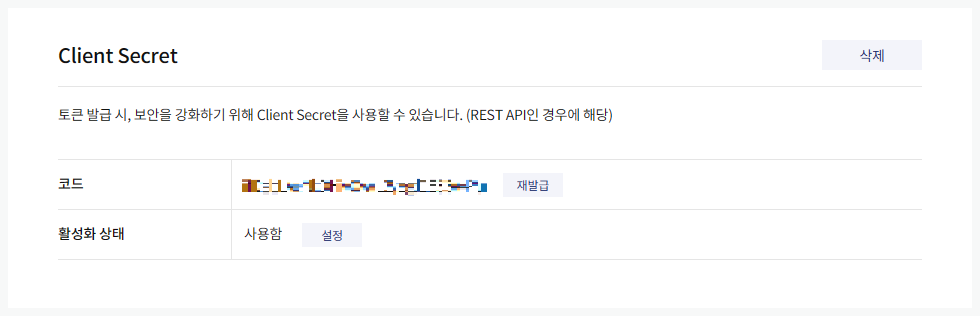 Client Secret
삭제
토큰 발급 시, 보안을 강화하기 위해 Client Secret을 사용할 수 있습니다. (REST API인 경우에 해당)
코드
재발급
활성화 상태
사용함
설정